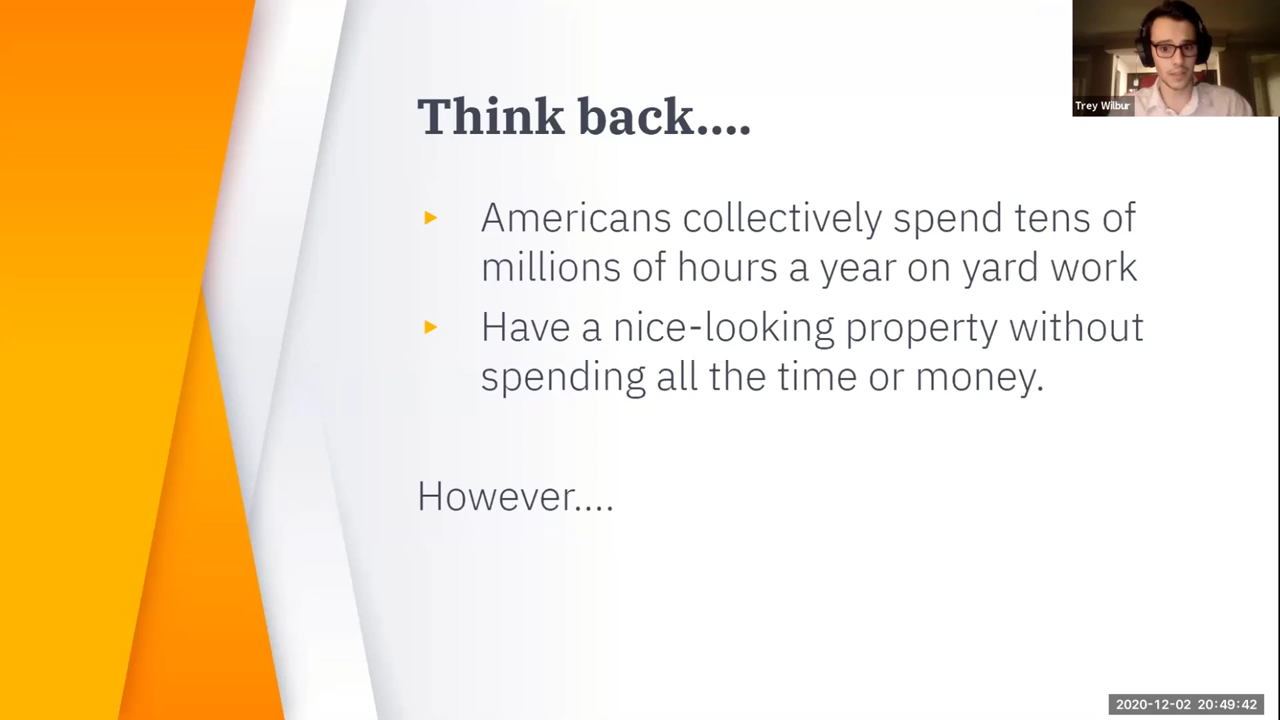 Think back....
Americans collectively spend tens of
millions of hours a year on yard work
Have a nice-looking property without
spending all the time or money.
However....
Trey Wilbur
2020-12-02 20:49:42